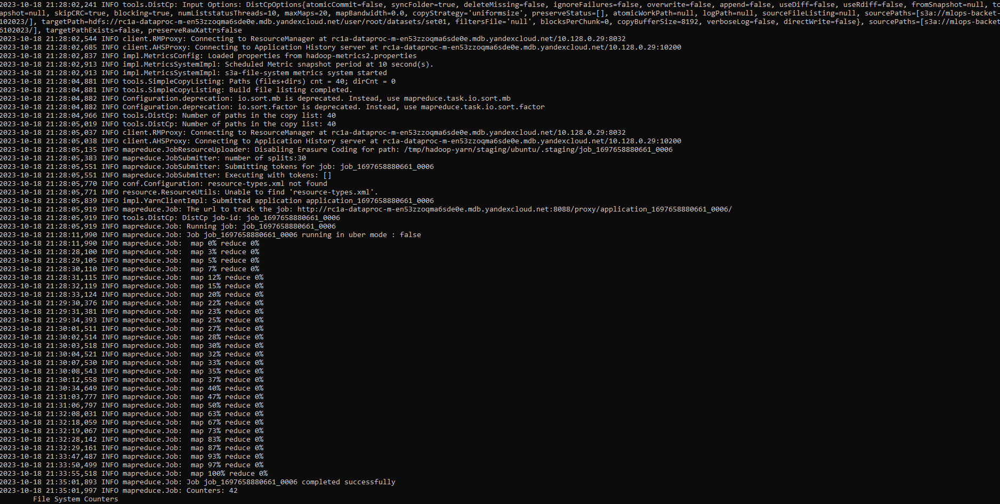 2023-10-18 21:28:02,241 INFO tools.DistCp: Input Options: DistCpOptions{atomicCommit=false, syncFolder=true, deleteMissing=false, ignoreFailures=false, overwrite=false, append=false, useDiff=false, useRdiff=false, fromSnapshot=null, to
apshot=null, skipCRC=true, blocking=true, numListstatusThreads=10, maxMaps=20, mapBandwidth=0.0, copyStrategy='uniformsize', preserveStatus=[], atomicWorkPath=null, logPath=null, sourceFileListing=null, sourcePaths=[s3a://mlops-backet-
102023/], targetPath=hdfs://rc1a-dataproc-m-en53zzoqma6sde0e.mdb.yandexcloud.net/user/root/datasets/set01, filtersFile='null', blocksPerChunk=0, copyBufferSize=8192, verboseLog=false, directWrite=false}, sourcePaths=[s3a://mlops-backet
6102023/], targetPathExists=false, preserveRawXattrsfalse
2023-10-18 21:28:02,544 INFO client.RMProxy: Connecting to ResourceManager at rc1a-dataproc-m-en53zzoqma6sde0e.mdb.yandexcloud.net/10.128.0.29:8032
2023-10-18 21:28:02,685 INFO client.AHSProxy: Connecting to Application History server at rc1a-dataproc-m-en53zzoqma6sde0e.mdb.yandexcloud.net/10.128.0.29:10200
2023-10-18 21:28:02,837 INFO impl.MetricsConfig: Loaded properties from hadoop-metrics2.properties
2023-10-18 21:28:02,913 INFO impl.MetricsSystemImpl: Scheduled Metric snapshot period at 10 second(s).
2023-10-18 21:28:02,913 INFO impl.MetricsSystemImpl: s3a-file-system metrics system started
2023-10-18 21:28:04,881 INFO tools.SimpleCopyListing: Paths (files+dirs) cnt = 40; dirCnt = 0
2023-10-18 21:28:04,881 INFO tools.SimpleCopyListing: Build file listing completed.
2023-10-18 21:28:04,882 INFO Configuration.deprecation: io.sort.mb is deprecated. Instead, use mapreduce.task.io.sort.mb
2023-10-18 21:28:04,882 INFO Configuration.deprecation: io.sort.factor is deprecated. Instead, use mapreduce.task.io.sort.factor
2023-10-18 21:28:04,966 INFO tools.DistCp: Number of paths in the copy list: 40
2023-10-18 21:28:05,019 INFO tools.DistCp: Number of paths in the copy list: 40
2023-10-18 21:28:05,037 INFO client.RMProxy: Connecting to ResourceManager at rc1a-dataproc-m-en53zzoqma6sde0e.mdb.yandexcloud.net/10.128.0.29:8032
2023-10-18 21:28:05,038 INFO client.AHSProxy: Connecting to Application History server at rc1a-dataproc-m-en53zzoqma6sde0e.mdb.yandexcloud.net/10.128.0.29:10200
2023-10-18 21:28:05,135 INFO mapreduce.JobResourceUploader: Disabling Erasure Coding for path: /tmp/hadoop-yarn/staging/ubuntu/.staging/job_1697658880661_0006
2023-10-18 21:28:05,383 INFO mapreduce.JobSubmitter: number of splits:30
2023-10-18 21:28:05,551 INFO mapreduce.JobSubmitter: Submitting tokens for job: job_1697658880661_0006
2023-10-18 21:28:05,551 INFO mapreduce.JobSubmitter: Executing with tokens: []
2023-10-18 21:28:05,770 INFO conf.Configuration: resource-types.xml not found
2023-10-18 21:28:05,771 INFO resource.ResourceUtils: Unable to find 'resource-types.xml'.
2023-10-18 21:28:05,839 INFO impl.YarnClientImpl: Submitted application application_1697658880661_0006
2023-10-18 21:28:05,919 INFO mapreduce.Job: The url to track the job: http://rc1a-dataproc-m-en53zzoqma6sde0e.mdb.yandexcloud.net:8088/proxy/application_1697658880661_0006/
2023-10-18 21:28:05,919 INFO tools.DistCp: DistCp job-id: job_1697658880661_0006
2023-10-18 21:28:05,919 INFO mapreduce.Job: Running job: job_1697658880661_0006
2023-10-18 21:28:11,990 INFO mapreduce.Job: Job job_1697658880661_0006 running in uber mode : false
2023-10-18 21:28:11,990 INFO mapreduce.Job:  map 0% reduce 0%
2023-10-18 21:28:28,100 INFO mapreduce.Job:  map 3% reduce 0%
2023-10-18 21:28:29,105 INFO mapreduce.Job:  map 5% reduce 0%
2023-10-18 21:28:30,110 INFO mapreduce.Job:  map 7% reduce 0%
2023-10-18 21:28:31,115 INFO mapreduce.Job:  map 12% reduce 0%
2023-10-18 21:28:32,119 INFO mapreduce.Job:  map 15% reduce 0%
2023-10-18 21:28:33,124 INFO mapreduce.Job:  map 20% reduce 0%
2023-10-18 21:29:30,376 INFO mapreduce.Job:  map 22% reduce 0%
2023-10-18 21:29:31,381 INFO mapreduce.Job:  map 23% reduce 0%
2023-10-18 21:29:34,393 INFO mapreduce.Job:  map 25% reduce 0%
2023-10-18 21:30:01,511 INFO mapreduce.Job:  map 27% reduce 0%
2023-10-18 21:30:02,514 INFO mapreduce.Job:  map 28% reduce 0%
2023-10-18 21:30:03,518 INFO mapreduce.Job:  map 30% reduce 0%
2023-10-18 21:30:04,521 INFO mapreduce.Job:  map 32% reduce 0%
2023-10-18 21:30:07,530 INFO mapreduce.Job:  map 33% reduce 0%
2023-10-18 21:30:08,543 INFO mapreduce.Job:  map 35% reduce 0%
2023-10-18 21:30:12,558 INFO mapreduce.Job:  map 37% reduce 0%
2023-10-18 21:30:34,649 INFO mapreduce.Job:  map 40% reduce 0%
2023-10-18 21:31:03,777 INFO mapreduce.Job:  map 47% reduce 0%
2023-10-18 21:31:06,797 INFO mapreduce.Job:  map 50% reduce 0%
2023-10-18 21:32:08,031 INFO mapreduce.Job:  map 63% reduce 0%
2023-10-18 21:32:18,059 INFO mapreduce.Job:  map 67% reduce 0%
2023-10-18 21:32:19,067 INFO mapreduce.Job:  map 73% reduce 0%
2023-10-18 21:32:28,142 INFO mapreduce.Job:  map 83% reduce 0%
2023-10-18 21:32:29,161 INFO mapreduce.Job:  map 87% reduce 0%
2023-10-18 21:33:47,487 INFO mapreduce.Job:  map 93% reduce 0%
2023-10-18 21:33:50,499 INFO mapreduce.Job:  map 97% reduce 0%
2023-10-18 21:33:55,518 INFO mapreduce.Job:  map 100% reduce 0%
2023-10-18 21:35:01,893 INFO mapreduce.Job: Job job_1697658880661_0006 completed successfully
2023-10-18 21:35:01,997 INFO mapreduce.Job: Counters: 42
File System Counters